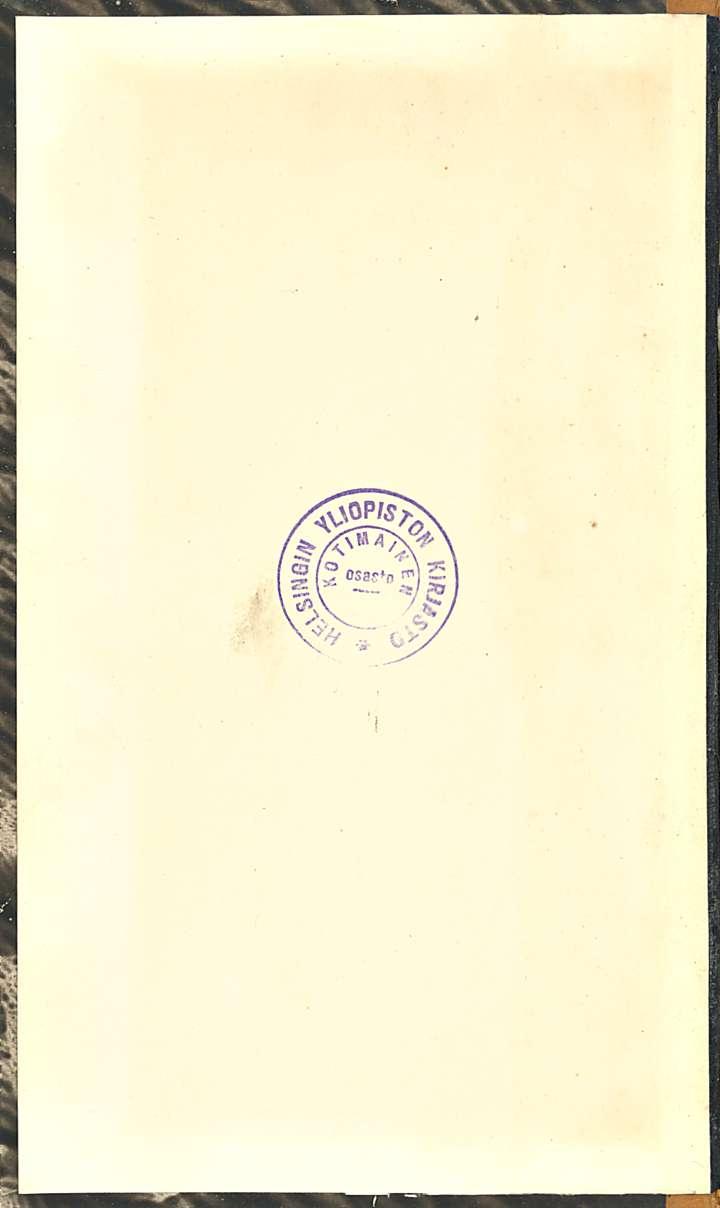 HELSINGIN YLIOPISTON KIRJASTO *
KOTIMAINEN
osasto